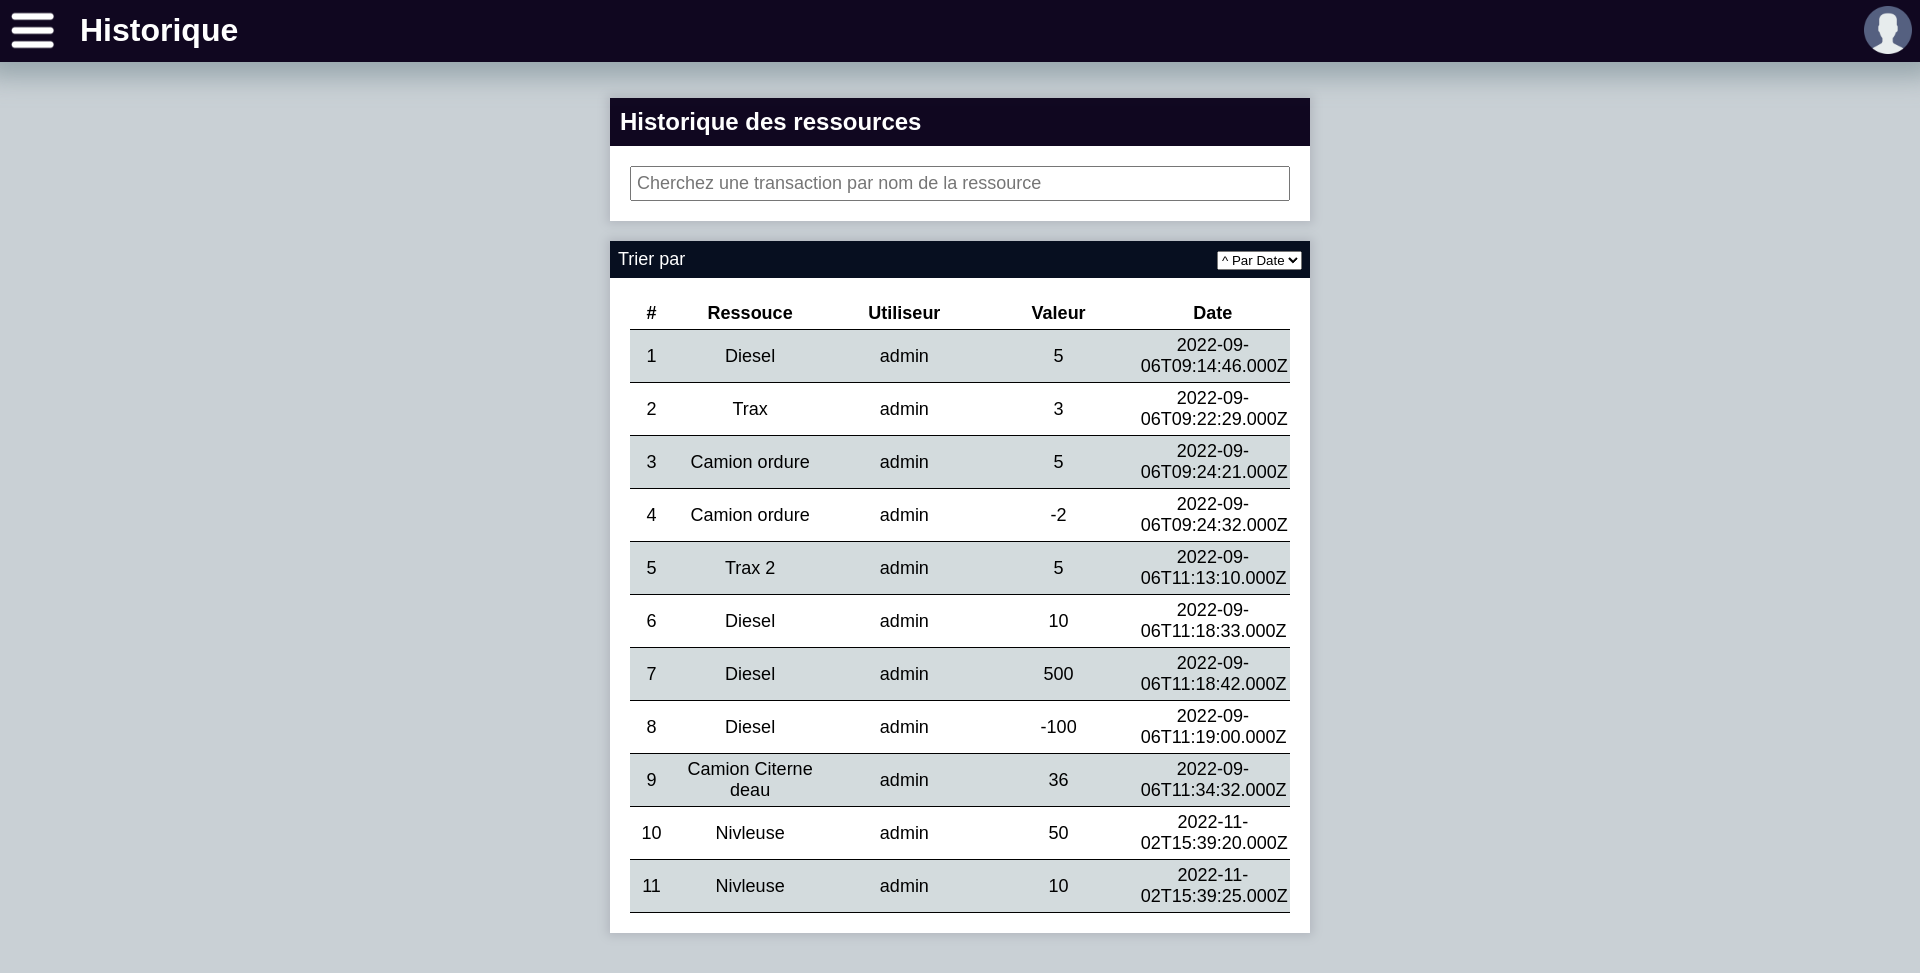 Historique
Historique des ressources
Cherchez une transaction par nom de la ressource
Trier par ^ Par Date
# Ressouce Utiliseur Valeur Date
1 Diesel admin 5 2022-09-
06T09:14:46.000Z
2 Trax admin 3 2022-09-
06T09:22:29.000Z
3 Camion ordure admin 5 2022-09-
06T09:24:21.000Z
4 Camion ordure admin -2 2022-09-
06T09:24:32.000Z
5 Trax 2 admin 5 2022-09-
06T11:13:10.000Z
6 Diesel admin 10 2022-09-
06T11:18:33.000Z
7 Diesel admin 500 2022-09-
06T11:18:42.000Z
8 Diesel admin -100 2022-09-
06T11:19:00.000Z
9 Camion Citerne admin 36 2022-09-
deau 06T11:34:32.000Z
10 Nivleuse admin 50 2022-11-
02T15:39:20.000Z
11 Nivleuse admin 10 2022-11-
02T15:39:25.000Z